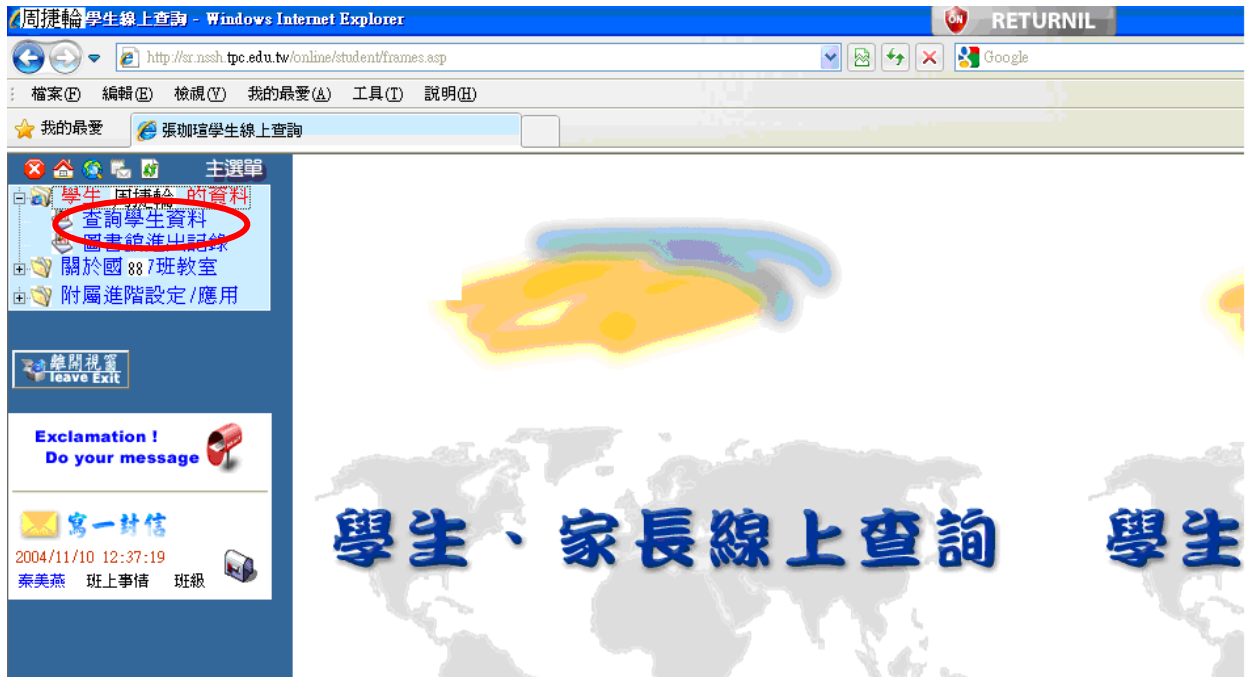 周捷輪學生線上查詢 - Windows Internet Explorer
ON RETURNIL
http://sr.nssh.tpc.edu.tw/online/student/frames.asp
Google
檔案(F) 編輯(E) 檢視(V) 我的最愛(A) 工具(T) 說明(H)
我的最愛 張珈瑄學生線上查詢
主選單
學生 周捷輪 的資料
查詢學生資料
圖書館進出記錄
關於國 88 7班教室
附屬進階設定/應用
離開視窗
leave Exit
Exclamation !
Do your message
寫一封信
2004/11/10 12:37:19
秦美燕 班上事情 班級
學生、家長線上查詢 學生